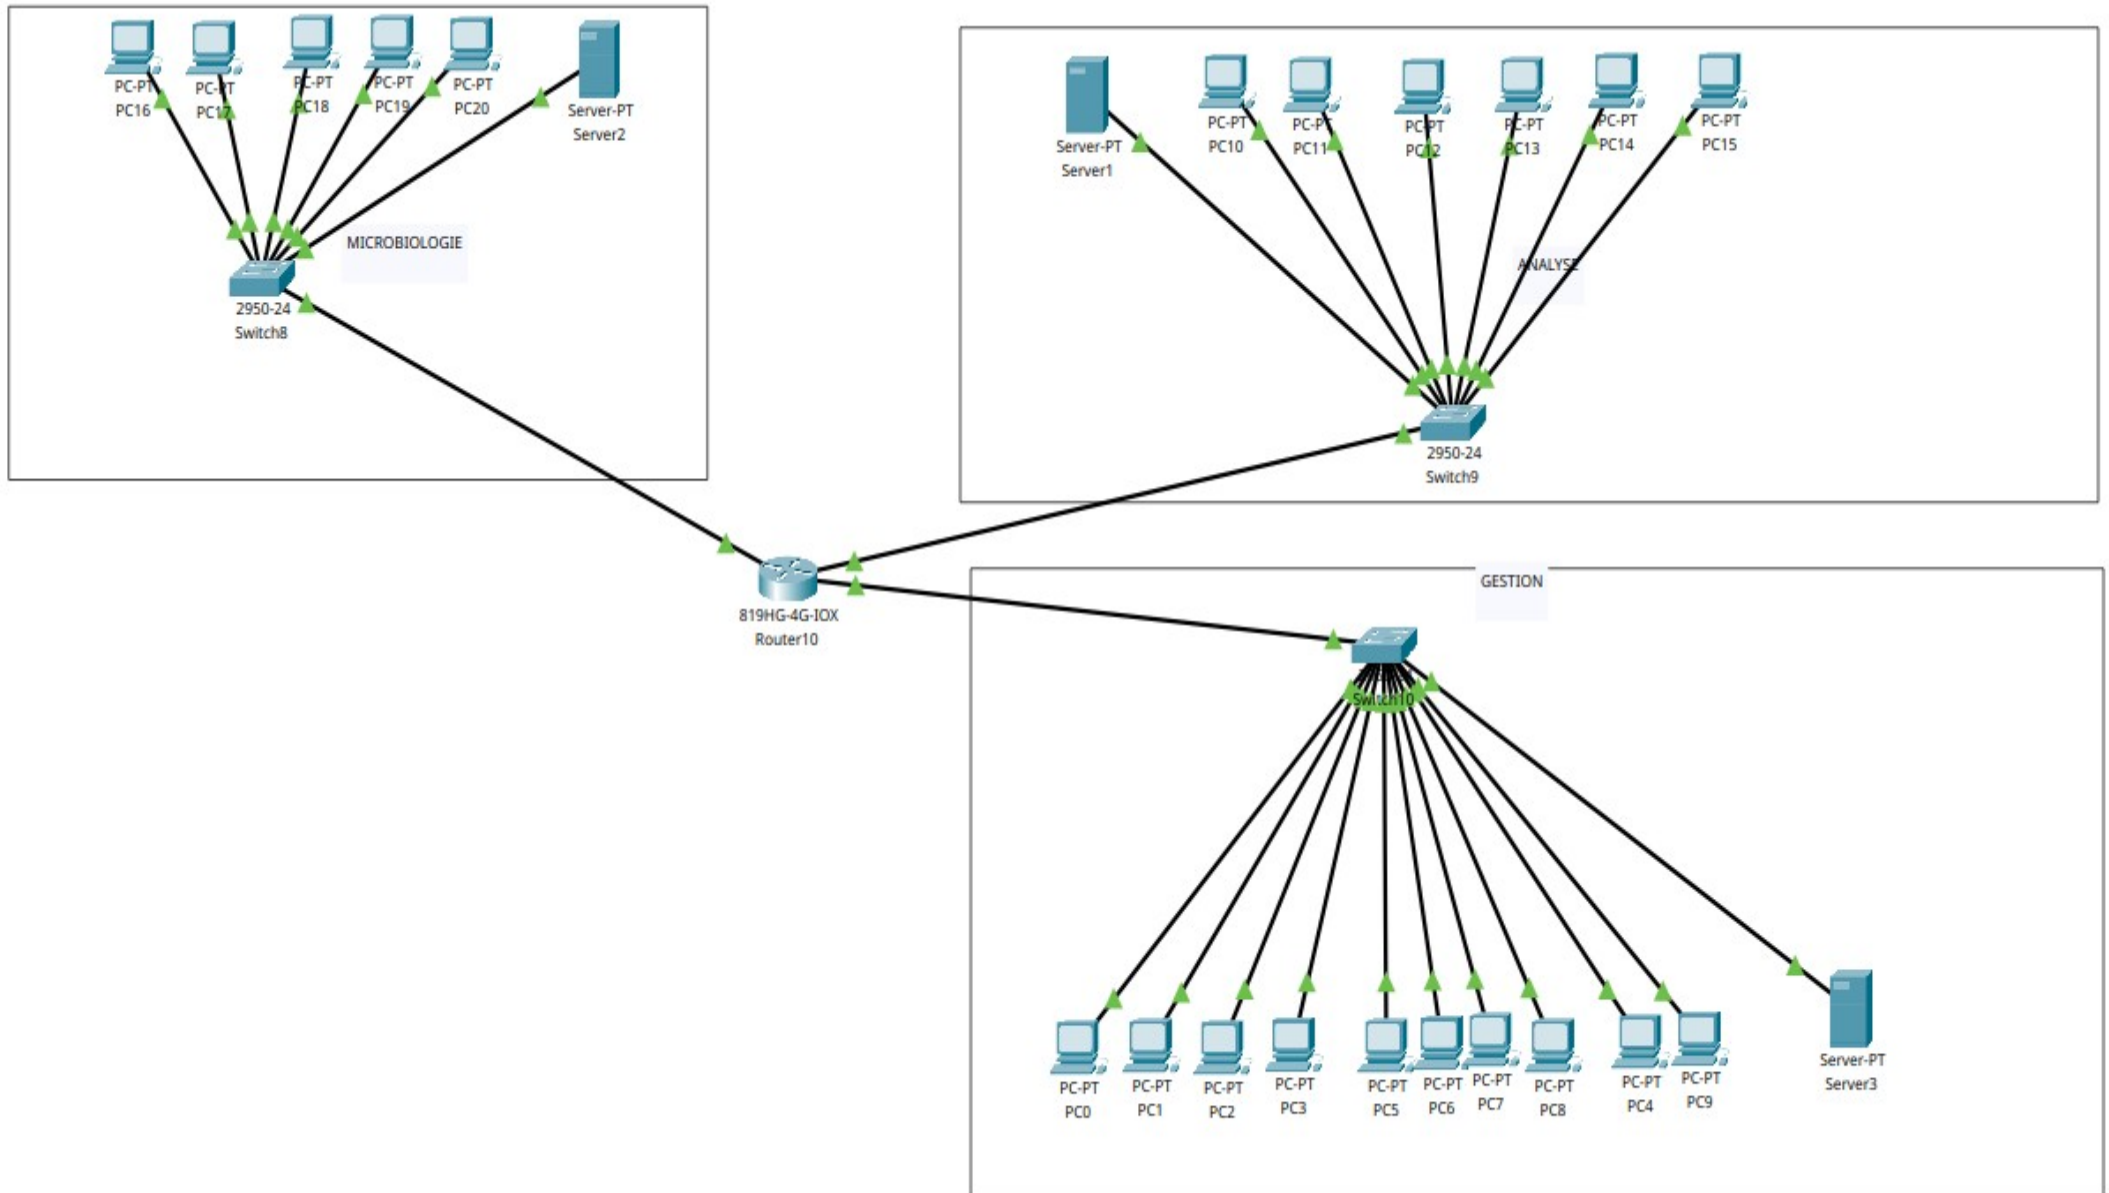 PC-PT
PC16
PC-PT
PC17
PC-PT
PC18
PC-PT
PC19
PC-PT
PC20
Server-PT
Server2
MICROBIOLOGIE
2950-24
Switch8
Server-PT
Server1
PC-PT
PC10
PC-PT
PC11
PC-PT
PC12
PC-PT
PC13
PC-PT
PC14
PC-PT
PC15
ANALYSE
2950-24
Switch9
819HG-4G-IOX
Router10
GESTION
Switch10
PC-PT
PC0
PC-PT
PC1
PC-PT
PC2
PC-PT
PC3
PC-PT
PC5
PC-PT
PC6
PC-PT
PC7
PC-PT
PC8
PC-PT
PC4
PC-PT
PC9
Server-PT
Server3